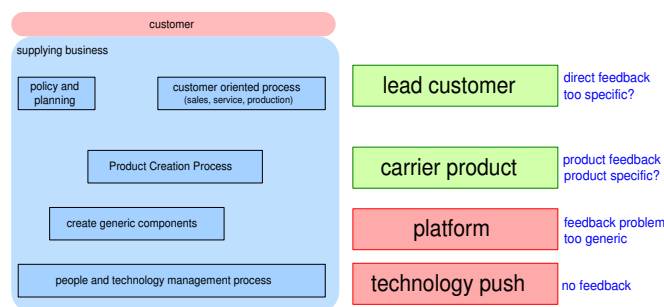 customer
supplying business
policy and
planning
customer oriented process
(sales, service, production)
lead customer
direct feedback
too specific?
Product Creation Process
carrier product
product feedback
product specific?
create generic components
platform
feedback problem
too generic
people and technology management process
technology push
no feedback